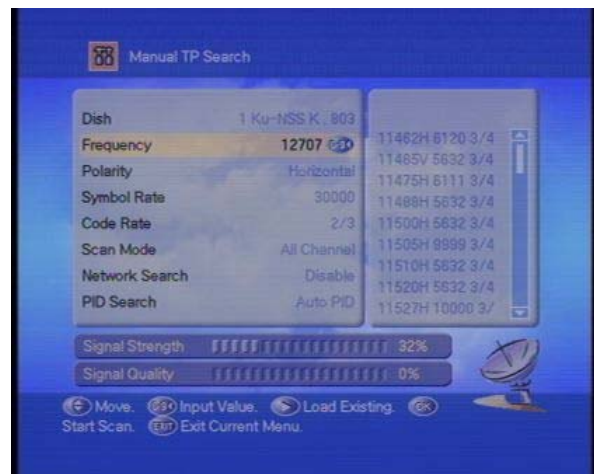 Manual TP Search
Dish 1 Ku-NSS K . 803
Frequency 12707
Polarity Horizontal
Symbol Rate 30000
Code Rate 2/3
Scan Mode All Channel
Network Search Disable
PID Search Auto PID
11462H 6120 3/4
11465V 5632 3/4
11475H 6111 3/4
11488H 5632 3/4
11500H 5632 3/4
11505H 9999 3/4
11510H 5632 3/4
11520H 5632 3/4
11527H 10000 3/
Signal Strength 32%
Signal Quality 0%
Move. Input Value. Load Existing. OK
Start Scan. EXIT Exit Current Menu.